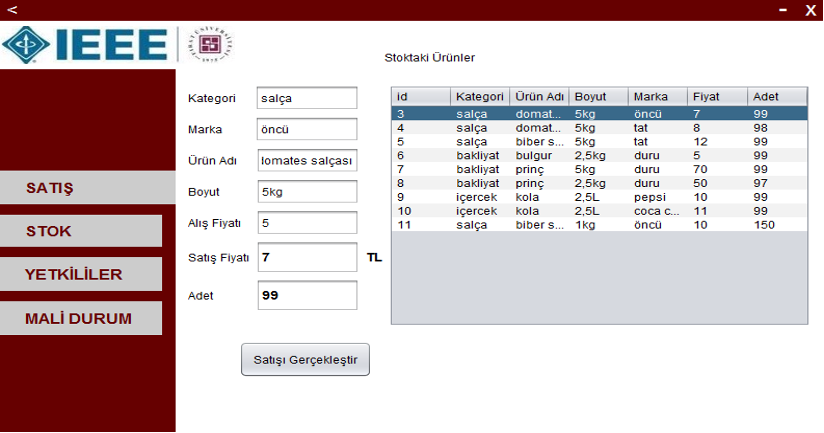 <
- X
IEEE
FIRAT ÜNİVERSİTESİ
1975
SATIŞ
STOK
YETKİLİLER
MALİ DURUM
Kategori salça
Marka öncü
Ürün Adı lomates salçası
Boyut 5kg
Alış Fiyatı 5
Satış Fiyatı 7 TL
Adet 99
Satışı Gerçekleştir
Stoktaki Ürünler
id Kategori Ürün Adı Boyut Marka Fiyat Adet
3 salça domat... 5kg öncü 7 99
4 salça domat... 5kg tat 8 98
5 salça biber s... 5kg tat 12 99
6 bakliyat bulgur 2,5kg duru 5 99
7 bakliyat prinç 5kg duru 70 99
8 bakliyat prinç 2,5kg duru 50 97
9 içercek kola 2,5L pepsi 10 99
10 içercek kola 2,5L coca c... 11 99
11 salça biber s... 1kg öncü 10 150